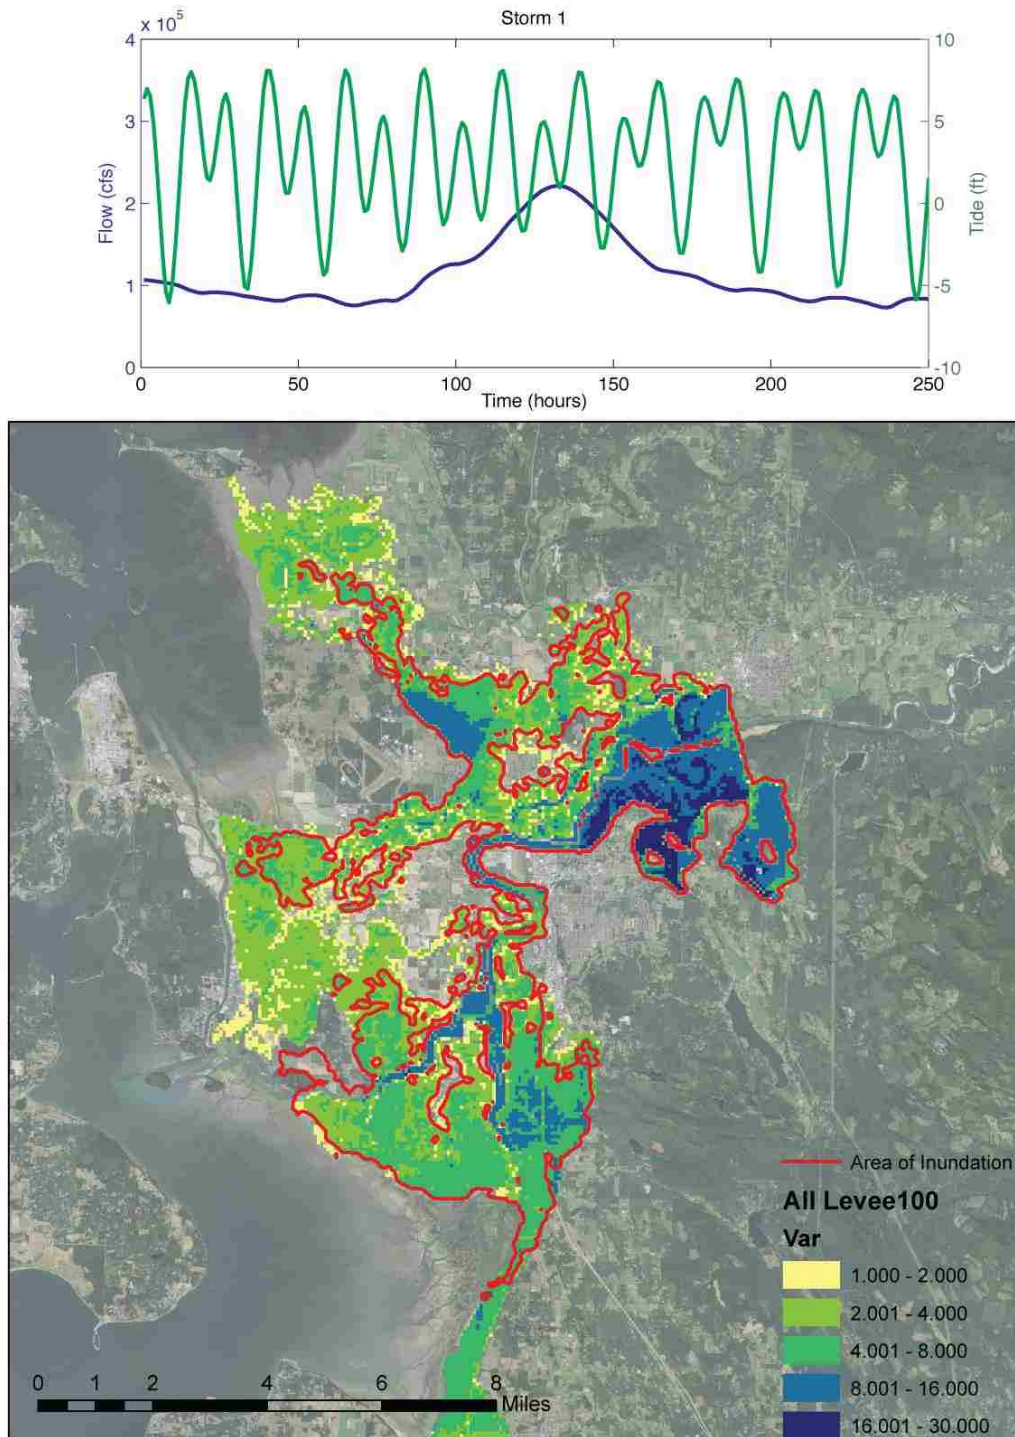 Storm 1
x 10⁵
4
3
2
1
0
Flow (cfs)
10
5
0
-5
-10
Tide (ft)
0 50 100 150 200 250
Time (hours)
Area of Inundation
All Levee100
Var
1.000 - 2.000
2.001 - 4.000
4.001 - 8.000
8.001 - 16.000
16.001 - 30.000
0 1 2 4 6 8
Miles